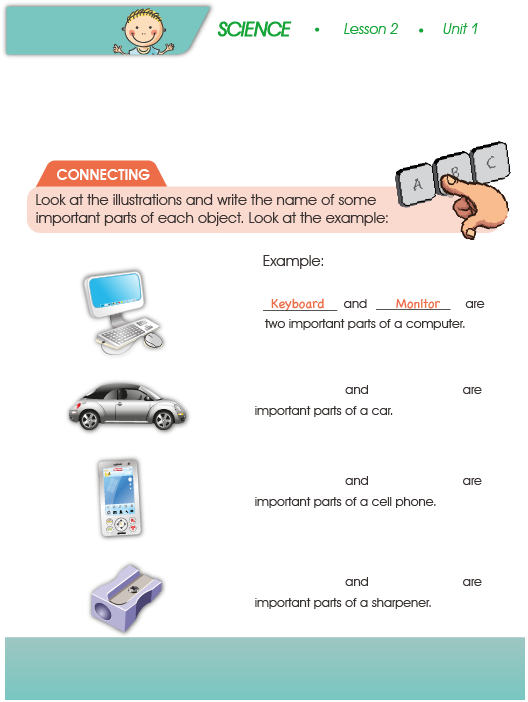 SCIENCE • Lesson 2 • Unit 1
A B C
CONNECTING
Look at the illustrations and write the name of some
important parts of each object. Look at the example:
Example:
Keyboard and Monitor are
two important parts of a computer.
and are
important parts of a car.
and are
important parts of a cell phone.
and are
important parts of a sharpener.